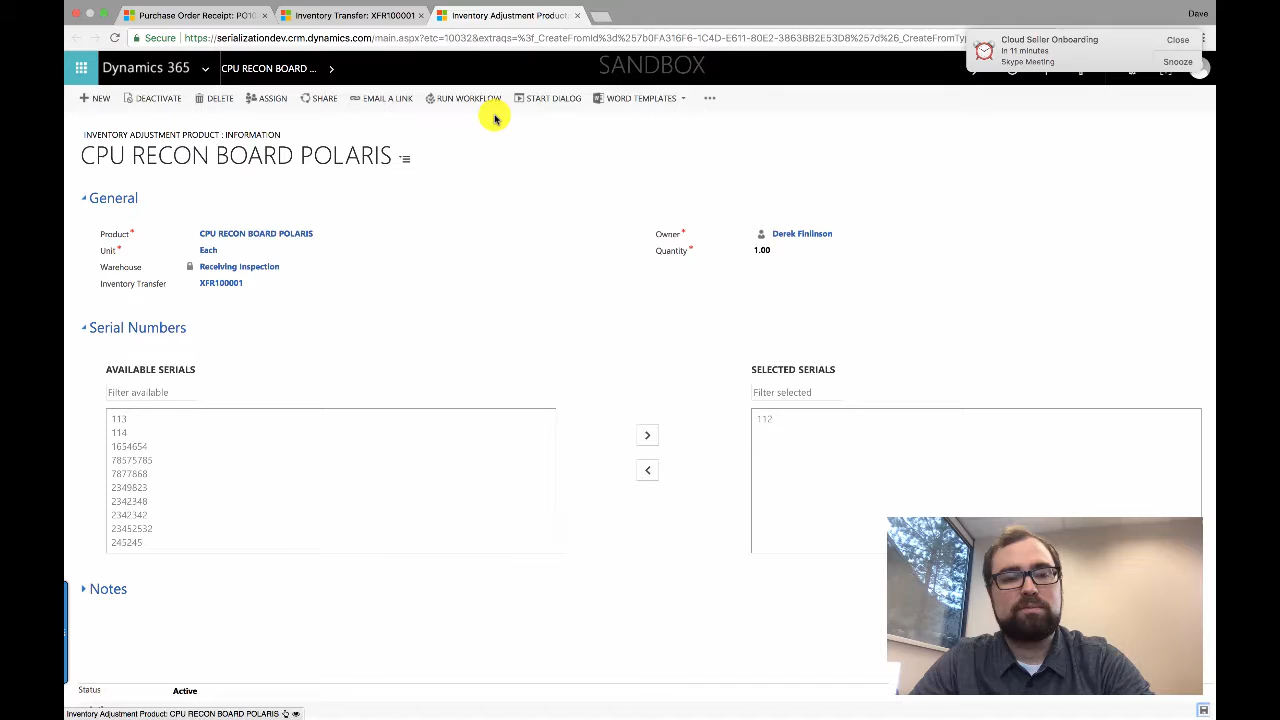 Purchase Order Receipt: PO10
Inventory Transfer: XFR100001
Inventory Adjustment Product:
Dave
Secure
https://serializationdev.crm.dynamics.com/main.aspx?etc=10032&extraqs=%3f_CreateFromId%3d%257b0FA316F6-1C4D-E611-80E2-3863BB2E53D8%257d%26_CreateFromTyp
Cloud Seller Onboarding
In 11 minutes
Skype Meeting
Close
Snooze
Dynamics 365
CPU RECON BOARD ...
SANDBOX
NEW
DEACTIVATE
DELETE
ASSIGN
SHARE
EMAIL A LINK
RUN WORKFLOW
START DIALOG
WORD TEMPLATES
INVENTORY ADJUSTMENT PRODUCT : INFORMATION
CPU RECON BOARD POLARIS
General
Product* CPU RECON BOARD POLARIS
Owner* Derek Finlinson
Unit* Each
Quantity* 1.00
Warehouse Receiving Inspection
Inventory Transfer XFR100001
Serial Numbers
AVAILABLE SERIALS
SELECTED SERIALS
Filter available
Filter selected
113
112
114
1654654
78575785
7877868
2349823
2342348
2342342
23452532
245245
Notes
Status Active
Inventory Adjustment Product: CPU RECON BOARD POLARIS